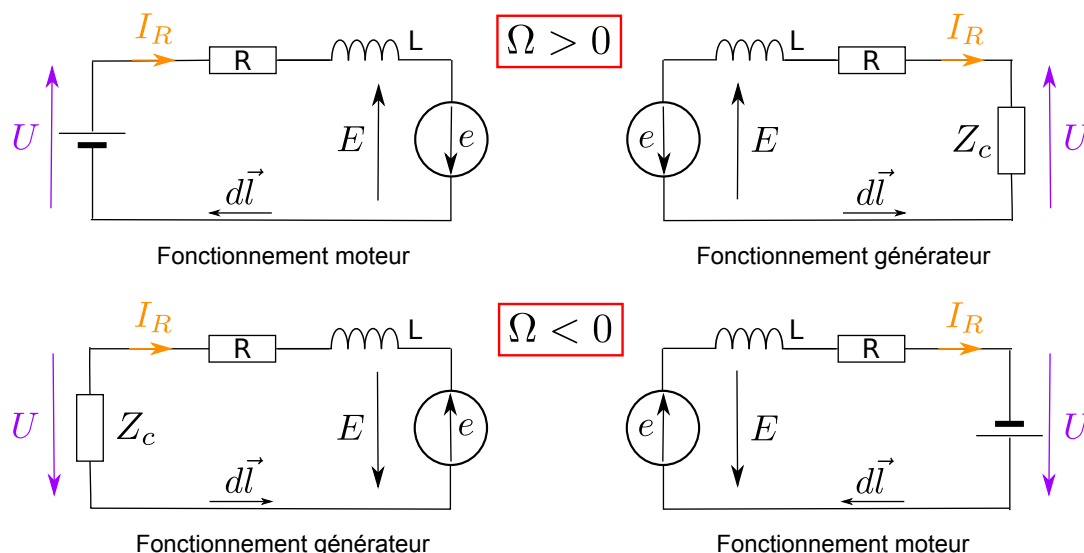 I_R R L Ω > 0 L R I_R
U E e e E Z_c U
dl⃗ dl⃗
Fonctionnement moteur Fonctionnement générateur
I_R R L Ω < 0 L R I_R
U Z_c E e e E U
dl⃗ dl⃗
Fonctionnement générateur Fonctionnement moteur